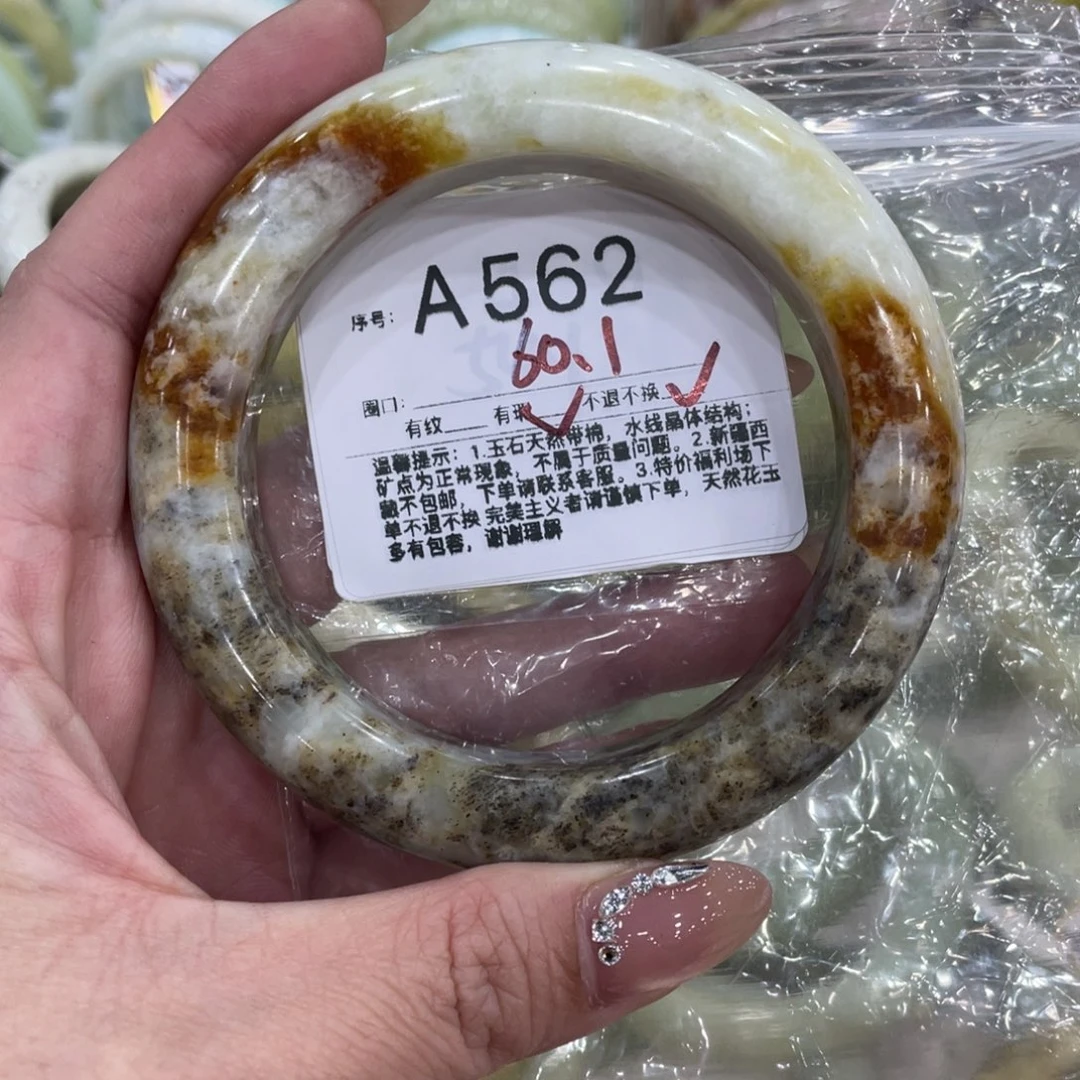 序号: A562
60.1
圈口:
有纹 有瑕 不退不换
温馨提示：1.玉石天然带棉，水线晶体结构；
矿点为正常现象，不属于质量问题。2.新疆西
藏不包邮，下单请联系客服。3.特价福利场下
单不退不换 完美主义者请谨慎下单，天然花玉
多有包容，谢谢理解